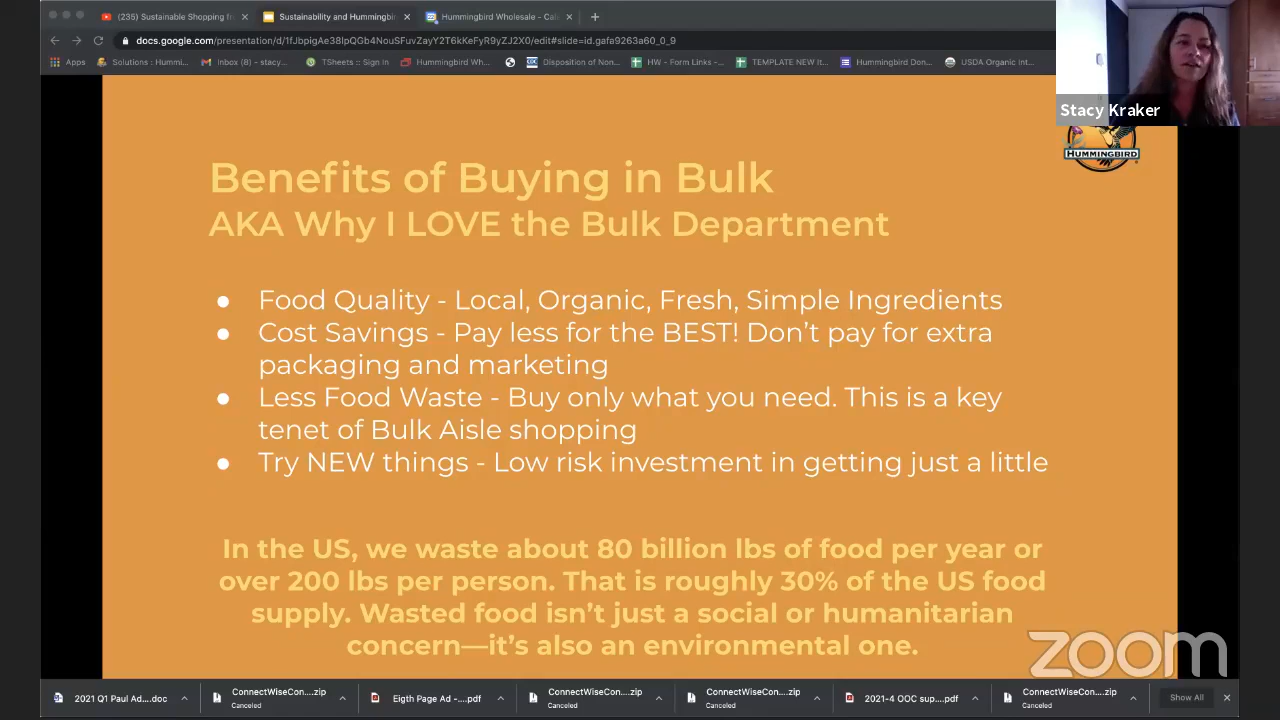 (235) Sustainable Shopping fr
Sustainability and Hummingbir
Hummingbird Wholesale - Cale
docs.google.com/presentation/d/1fJbpigAe38lpQGb4NouSFuvZayY2T6kKeFyR9yZJ2X0/edit#slide=id.gafa9263a60_0_9
Apps
Solutions : Hummi...
Inbox (8) - stacy...
TSheets :: Sign In
Hummingbird Wh...
Disposition of Non...
HW - Form Links -...
TEMPLATE NEW It...
Hummingbird Don...
USDA Organic Int...
Stacy Kraker
HUMMINGBIRD
Benefits of Buying in Bulk
AKA Why I LOVE the Bulk Department
● Food Quality - Local, Organic, Fresh, Simple Ingredients
● Cost Savings - Pay less for the BEST! Don't pay for extra
packaging and marketing
● Less Food Waste - Buy only what you need. This is a key
tenet of Bulk Aisle shopping
● Try NEW things - Low risk investment in getting just a little
In the US, we waste about 80 billion lbs of food per year or
over 200 lbs per person. That is roughly 30% of the US food
supply. Wasted food isn't just a social or humanitarian
concern—it's also an environmental one.
zoom
2021 Q1 Paul Ad....doc
ConnectWiseCon....zip
Canceled
Eigth Page Ad -....pdf
ConnectWiseCon....zip
Canceled
ConnectWiseCon....zip
Canceled
2021-4 OOC sup....pdf
ConnectWiseCon....zip
Canceled
Show All